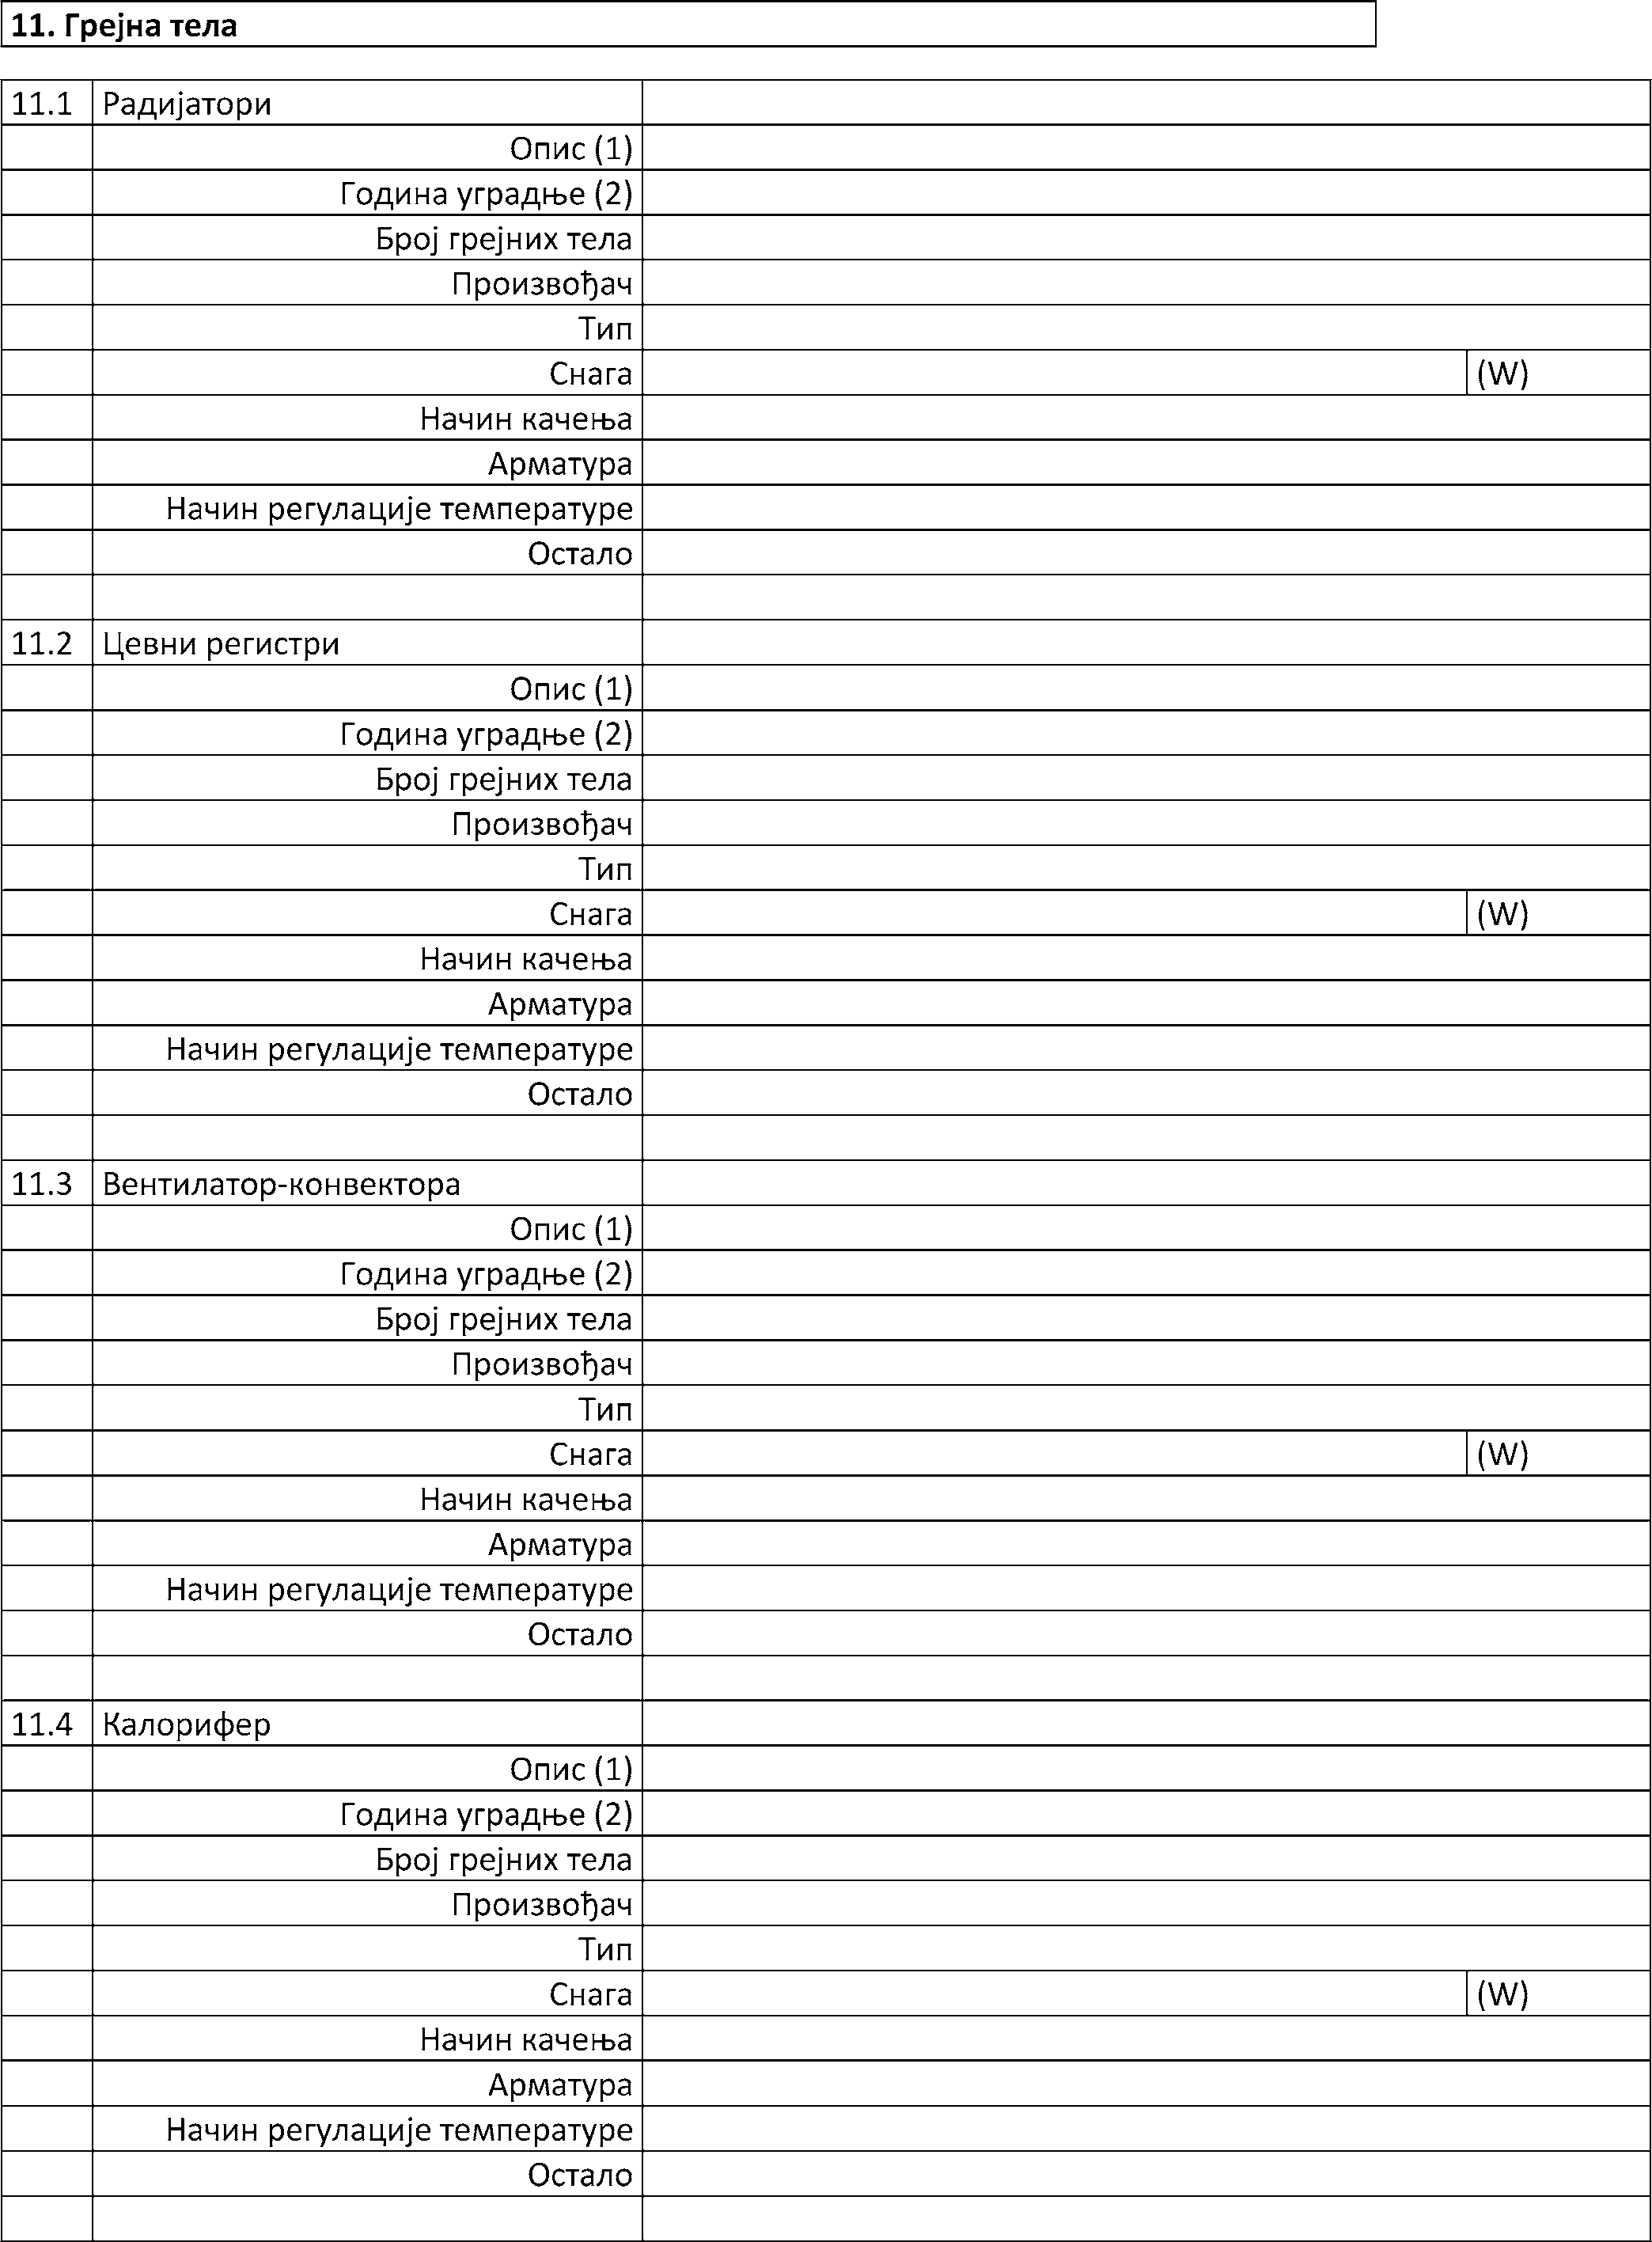 11. Грејна тела
11.1 Радијатори
Опис (1)
Година уградње (2)
Број грејних тела
Произвођач
Тип
Снага (W)
Начин качења
Арматура
Начин регулације температуре
Остало
11.2 Цевни регистри
Опис (1)
Година уградње (2)
Број грејних тела
Произвођач
Тип
Снага (W)
Начин качења
Арматура
Начин регулације температуре
Остало
11.3 Вентилатор-конвектора
Опис (1)
Година уградње (2)
Број грејних тела
Произвођач
Тип
Снага (W)
Начин качења
Арматура
Начин регулације температуре
Остало
11.4 Калорифер
Опис (1)
Година уградње (2)
Број грејних тела
Произвођач
Тип
Снага (W)
Начин качења
Арматура
Начин регулације температуре
Остало